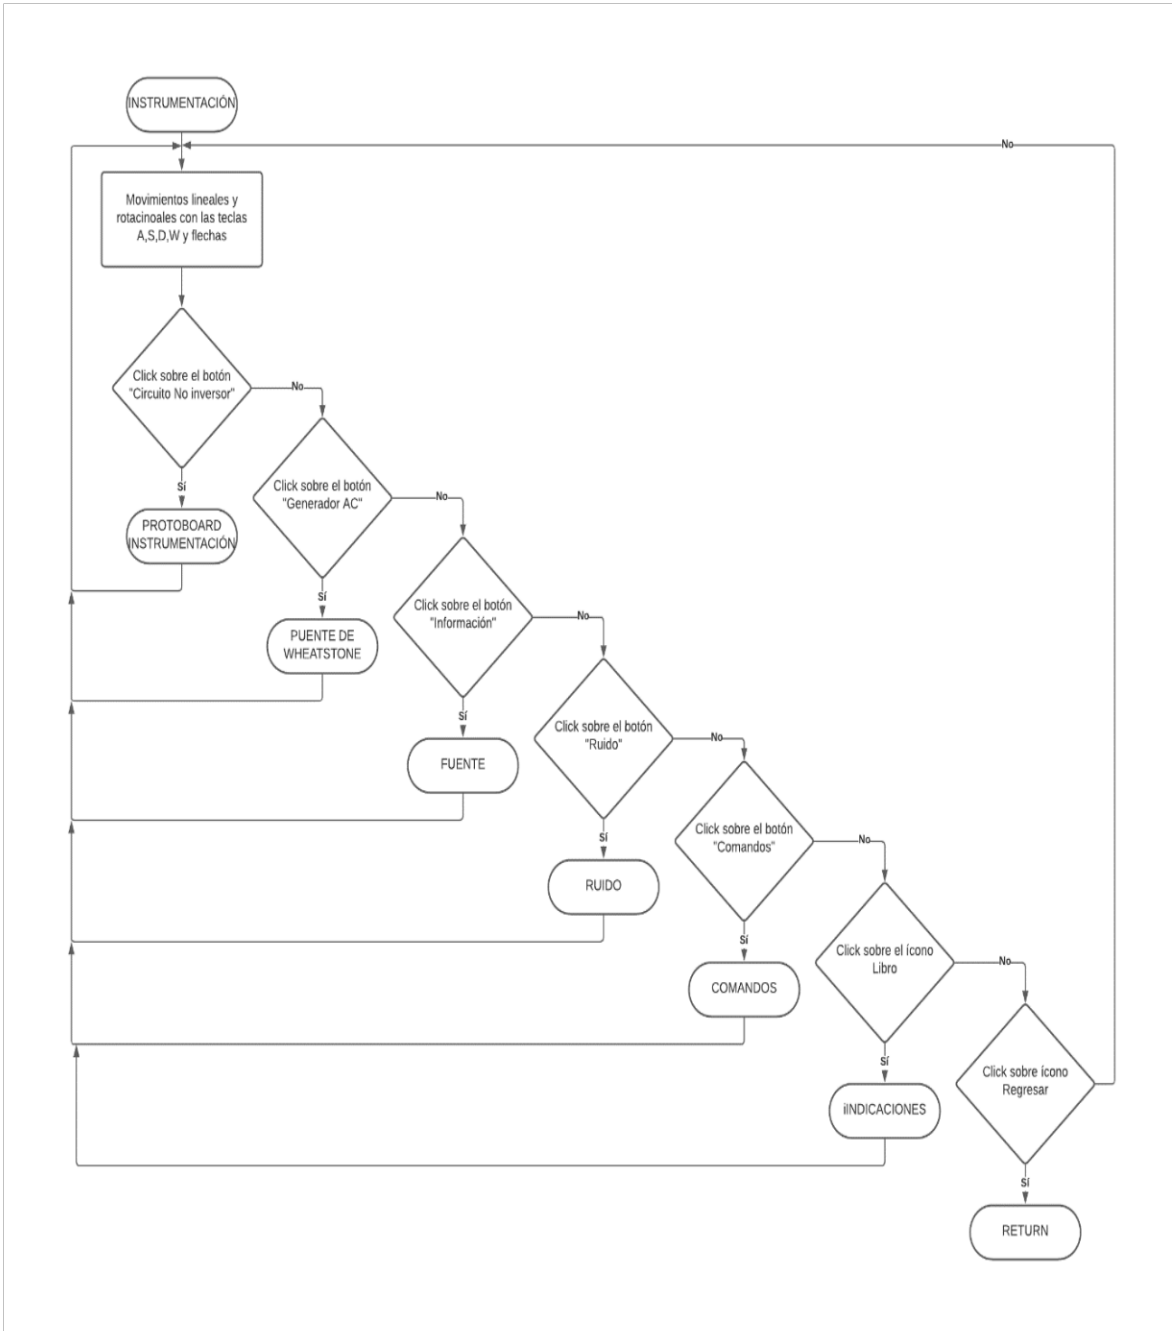 INSTRUMENTACIÓN
No
Movimientos lineales y
rotacinoales con las teclas
A,S,D,W y flechas
Click sobre el botón
"Circuito No inversor"
No
Sí
PROTOBOARD
INSTRUMENTACIÓN
Click sobre el botón
"Generador AC"
No
Sí
PUENTE DE
WHEATSTONE
Click sobre el botón
"Información"
No
Sí
FUENTE
Click sobre el botón
"Ruido"
No
Sí
RUIDO
Click sobre el botón
"Comandos"
No
Sí
COMANDOS
Click sobre el ícono
Libro
No
Sí
iINDICACIONES
Click sobre ícono
Regresar
Sí
RETURN